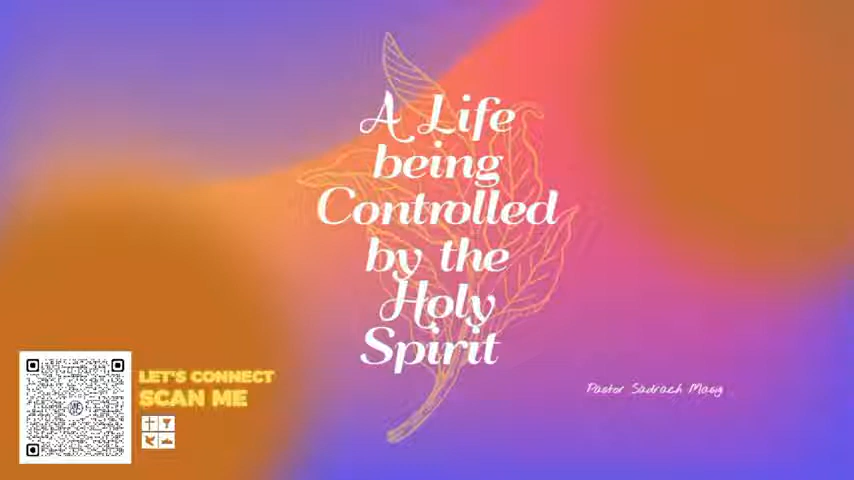 A Life
being
Controlled
by the
Holy
Spirit
Pastor Sadrach
LET'S CONNECT
SCAN ME